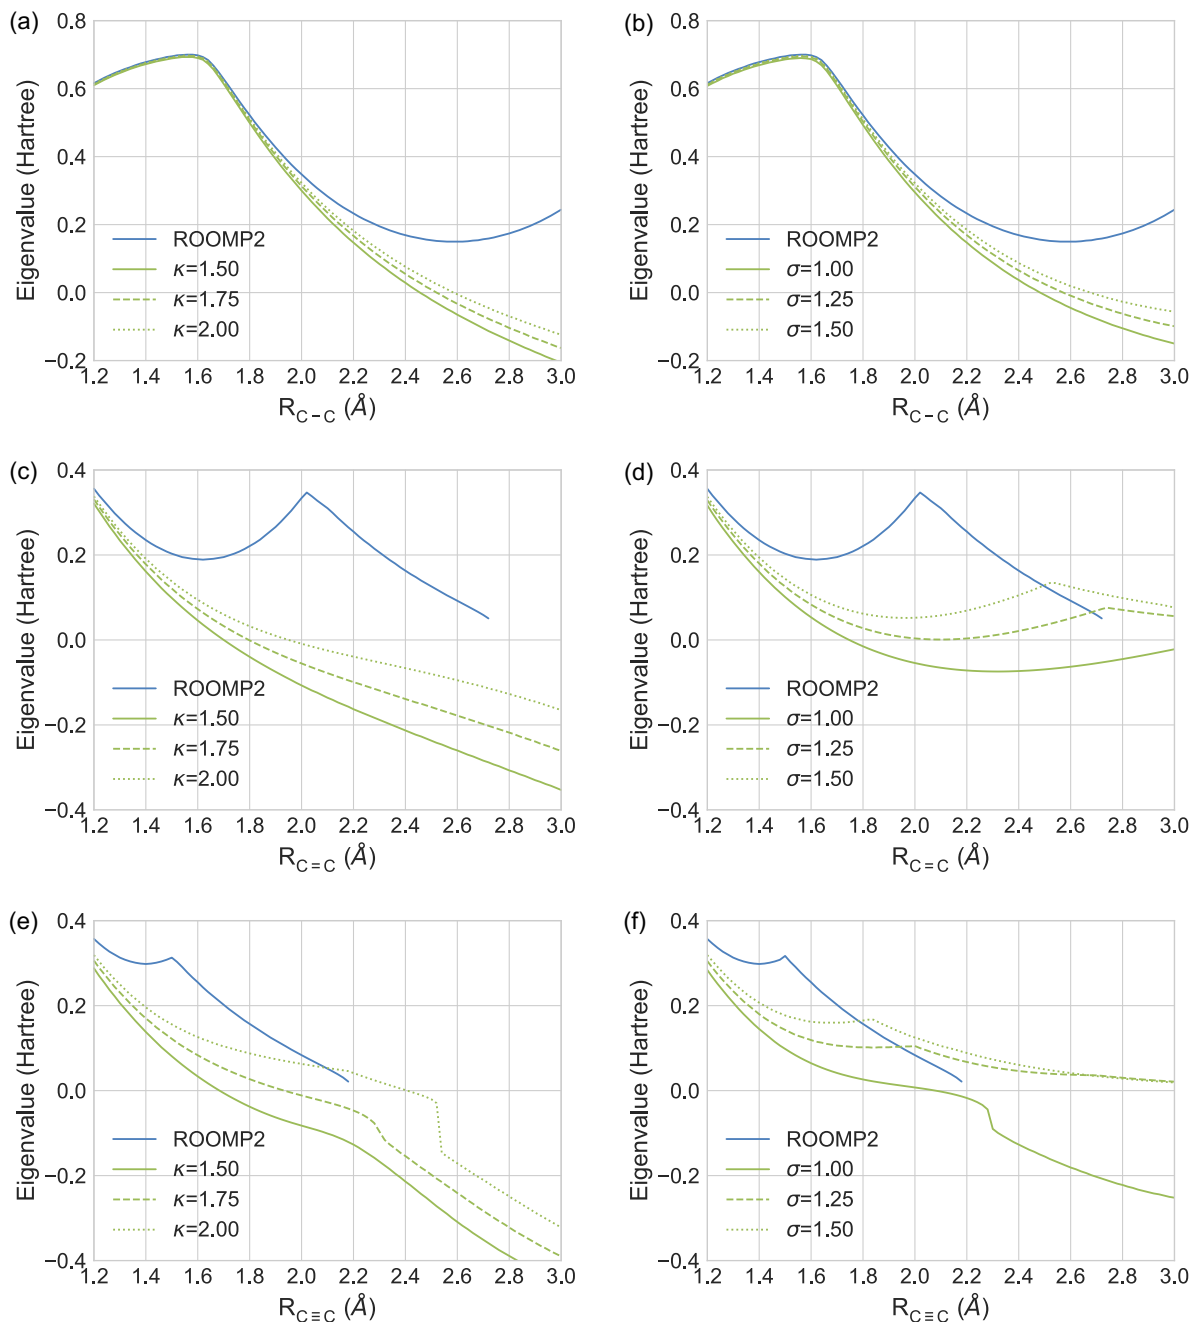 (a)
Eigenvalue (Hartree)
0.8
0.6
0.4
0.2
0.0
−0.2
ROOMP2
κ=1.50
κ=1.75
κ=2.00
1.2 1.4 1.6 1.8 2.0 2.2 2.4 2.6 2.8 3.0
R C−C (Å)
(b)
Eigenvalue (Hartree)
0.8
0.6
0.4
0.2
0.0
−0.2
ROOMP2
σ=1.00
σ=1.25
σ=1.50
1.2 1.4 1.6 1.8 2.0 2.2 2.4 2.6 2.8 3.0
R C−C (Å)
(c)
Eigenvalue (Hartree)
0.4
0.2
0.0
−0.2
−0.4
ROOMP2
κ=1.50
κ=1.75
κ=2.00
1.2 1.4 1.6 1.8 2.0 2.2 2.4 2.6 2.8 3.0
R C=C (Å)
(d)
Eigenvalue (Hartree)
0.4
0.2
0.0
−0.2
−0.4
ROOMP2
σ=1.00
σ=1.25
σ=1.50
1.2 1.4 1.6 1.8 2.0 2.2 2.4 2.6 2.8 3.0
R C=C (Å)
(e)
Eigenvalue (Hartree)
0.4
0.2
0.0
−0.2
−0.4
ROOMP2
κ=1.50
κ=1.75
κ=2.00
1.2 1.4 1.6 1.8 2.0 2.2 2.4 2.6 2.8 3.0
R C≡C (Å)
(f)
Eigenvalue (Hartree)
0.4
0.2
0.0
−0.2
−0.4
ROOMP2
σ=1.00
σ=1.25
σ=1.50
1.2 1.4 1.6 1.8 2.0 2.2 2.4 2.6 2.8 3.0
R C≡C (Å)